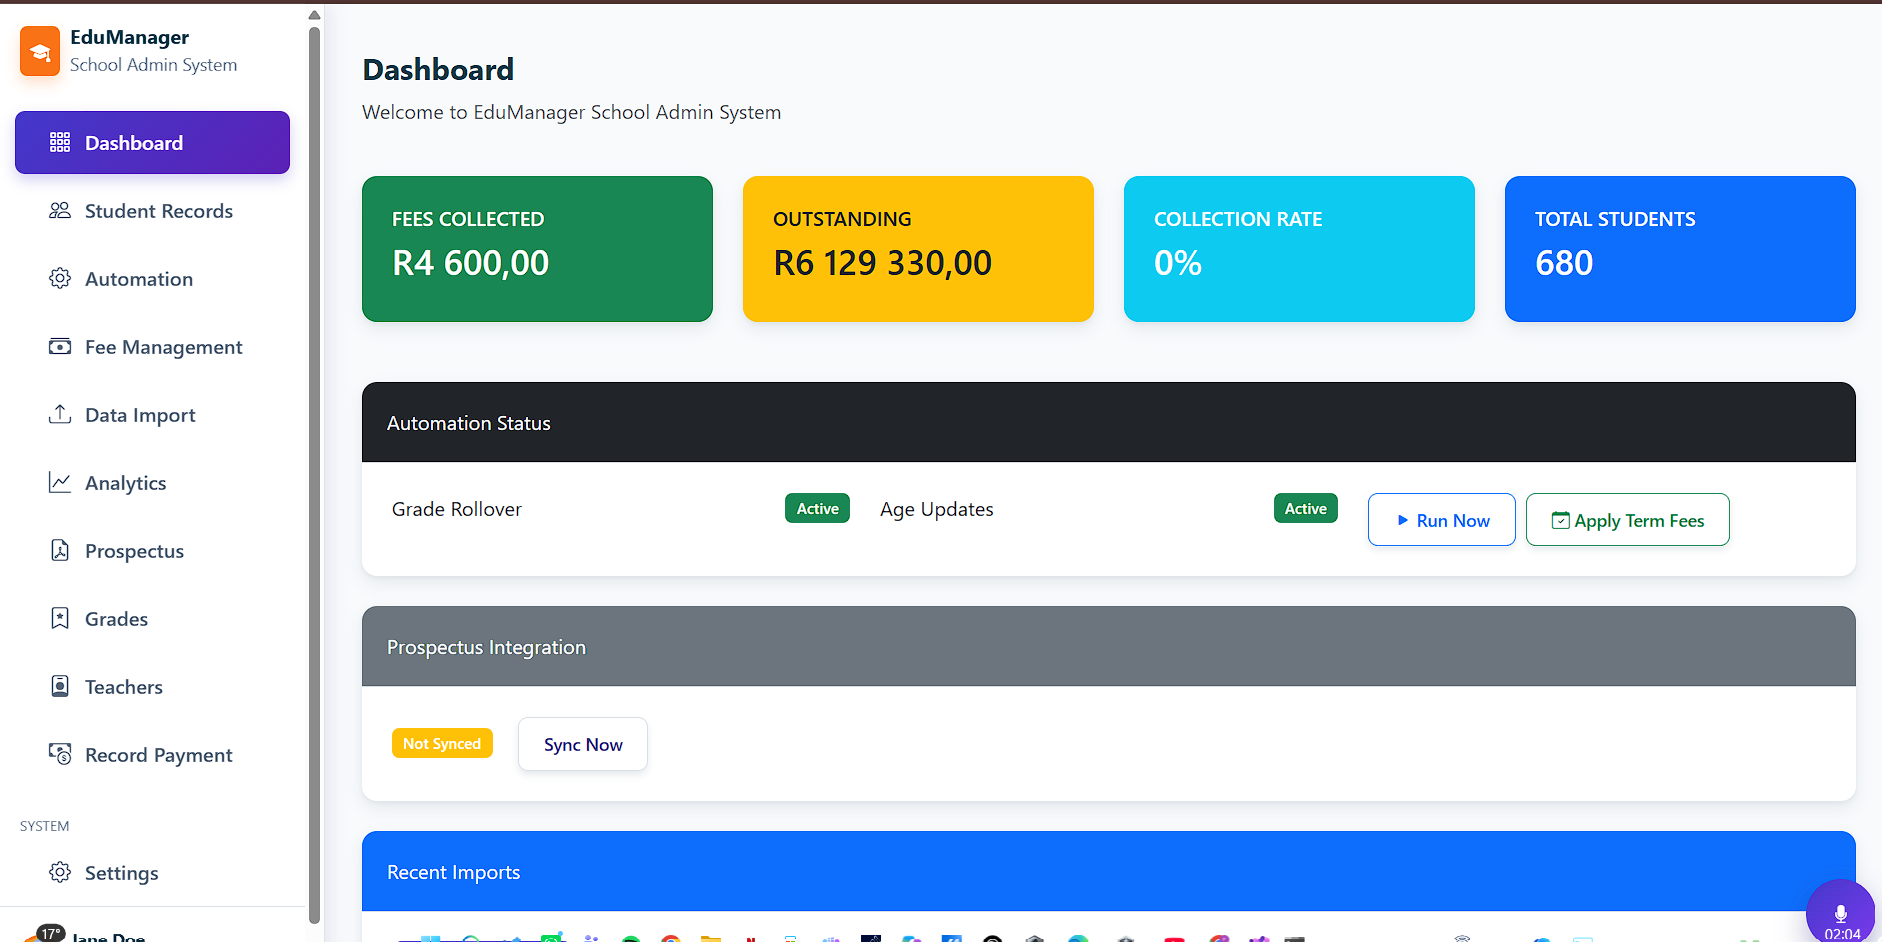 EduManager
School Admin System
Dashboard
Student Records
Automation
Fee Management
Data Import
Analytics
Prospectus
Grades
Teachers
Record Payment
SYSTEM
Settings
17°
Jane Doe
Dashboard
Welcome to EduManager School Admin System
FEES COLLECTED
R4 600,00
OUTSTANDING
R6 129 330,00
COLLECTION RATE
0%
TOTAL STUDENTS
680
Automation Status
Grade Rollover
Active
Age Updates
Active
Run Now
Apply Term Fees
Prospectus Integration
Not Synced
Sync Now
Recent Imports
02:04